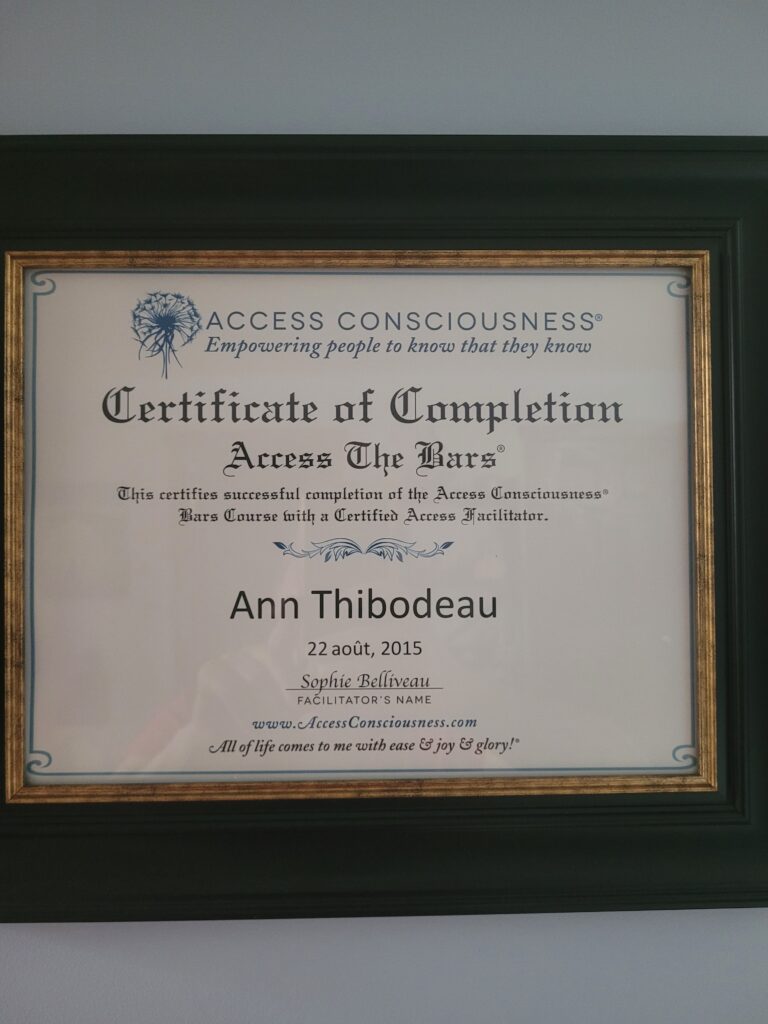 ACCESS CONSCIOUSNESS®
Empowering people to know that they know
Certificate of Completion
Access The Bars®
This certifies successful completion of the Access Consciousness®
Bars Course with a Certified Access Facilitator.
Ann Thibodeau
22 août, 2015
Sophie Belliveau
FACILITATOR'S NAME
www.AccessConsciousness.com
All of life comes to me with ease & joy & glory!®